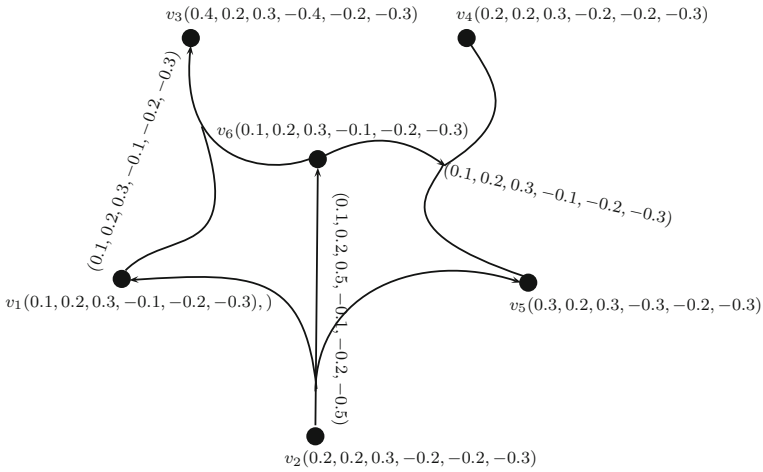 v₃(0.4, 0.2, 0.3, −0.4, −0.2, −0.3)
v₄(0.2, 0.2, 0.3, −0.2, −0.2, −0.3)
(0.1, 0.2, 0.3, −0.1, −0.2, −0.3)
v₆(0.1, 0.2, 0.3, −0.1, −0.2, −0.3)
(0.1, 0.2, 0.3, −0.1, −0.2, −0.3)
(0.1, 0.2, 0.5, −0.1, −0.2, −0.5)
v₁(0.1, 0.2, 0.3, −0.1, −0.2, −0.3), )
v₅(0.3, 0.2, 0.3, −0.3, −0.2, −0.3)
v₂(0.2, 0.2, 0.3, −0.2, −0.2, −0.3)